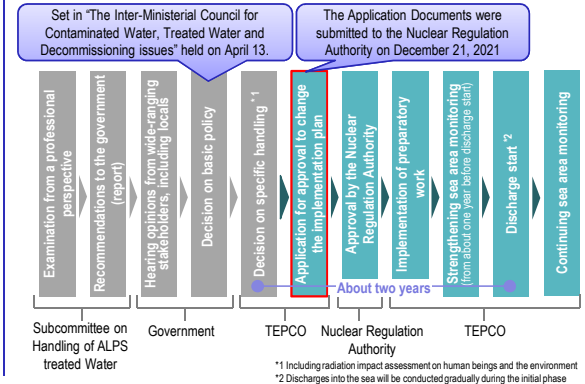 Set in “The Inter-Ministerial Council for
Contaminated Water, Treated Water and
Decommissioning issues” held on April 13.
The Application Documents were
submitted to the Nuclear Regulation
Authority on December 21, 2021
Examination from a professional
perspective
Recommendations to the government
(report)
Hearing opinions from wide-ranging
stakeholders, including locals
Decision on basic policy
Decision on specific handling *1
Application for approval to change
the implementation plan
Approval by the Nuclear
Regulation Authority
Implementation of preparatory
work
Strengthening sea area monitoring
(from about one year before discharge start)
Discharge start *2
Continuing sea area monitoring
About two years
Subcommittee on
Handling of ALPS
treated Water
Government
TEPCO
Nuclear Regulation
Authority
TEPCO
*1 Including radiation impact assessment on human beings and the environment
*2 Discharges into the sea will be conducted gradually during the initial phase